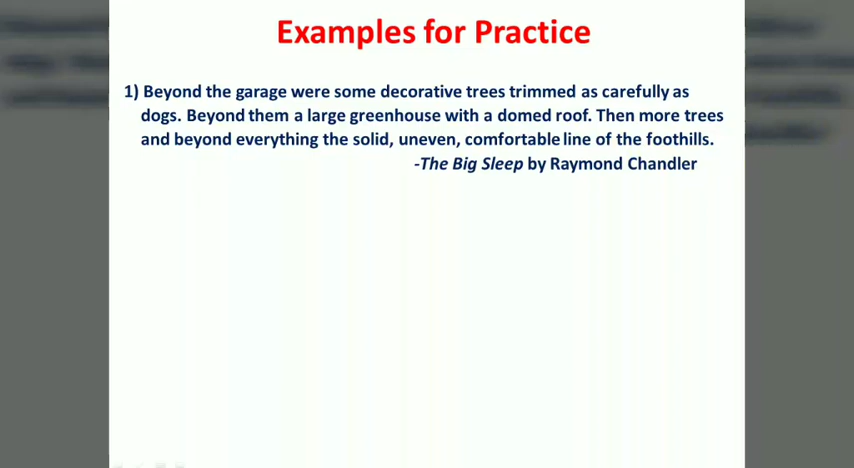 Examples for Practice
1) Beyond the garage were some decorative trees trimmed as carefully as
dogs. Beyond them a large greenhouse with a domed roof. Then more trees
and beyond everything the solid, uneven, comfortable line of the foothills.
-The Big Sleep by Raymond Chandler